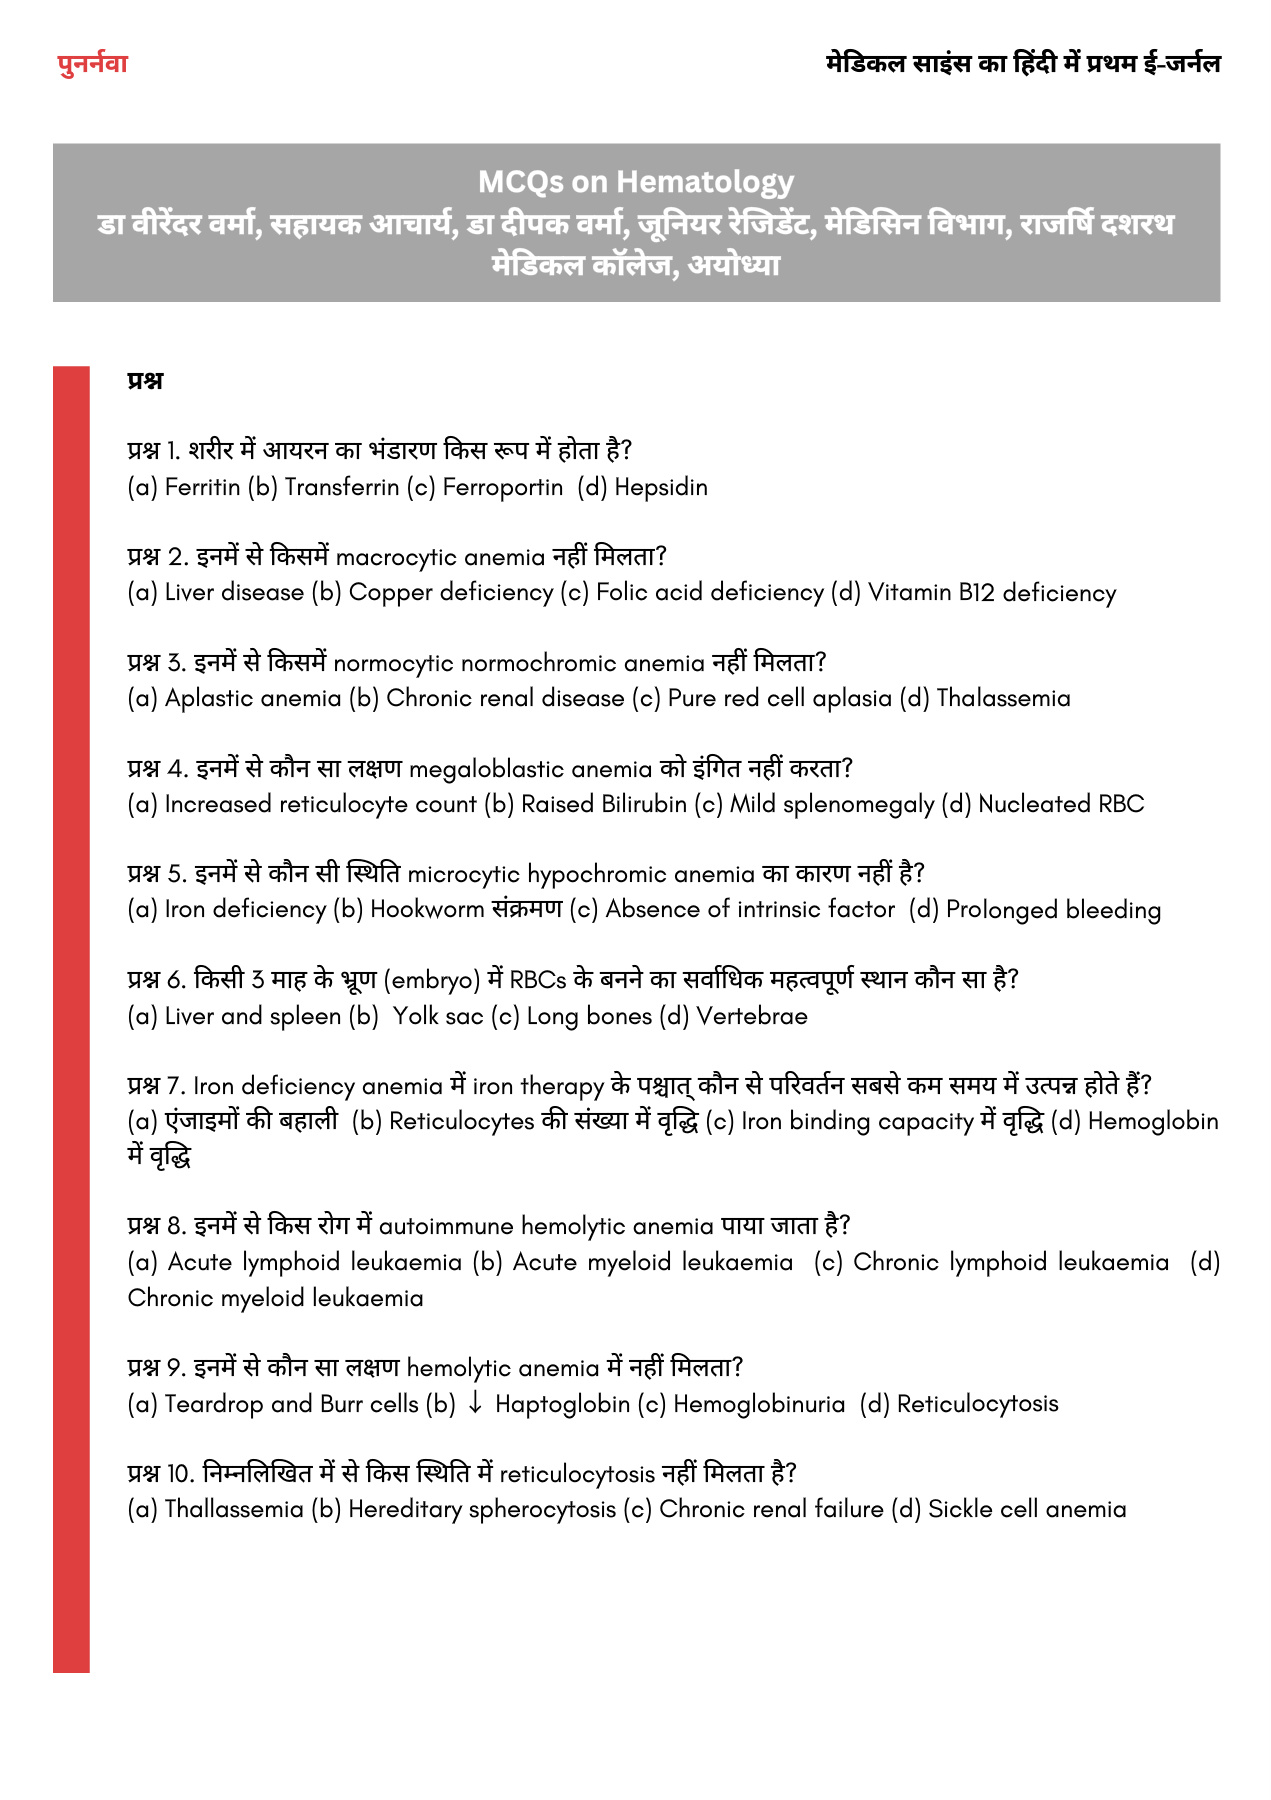 पुनर्नवा
मेडिकल साइंस का हिंदी में प्रथम ई-जर्नल
MCQs on Hematology
डा वीरेंदर वर्मा, सहायक आचार्य, डा दीपक वर्मा, जूनियर रेजिडेंट, मेडिसिन विभाग, राजर्षि दशरथ
मेडिकल कॉलेज, अयोध्या
प्रश्न
प्रश्न 1. शरीर में आयरन का भंडारण किस रूप में होता है?
(a) Ferritin (b) Transferrin (c) Ferroportin (d) Hepsidin
प्रश्न 2. इनमें से किसमें macrocytic anemia नहीं मिलता?
(a) Liver disease (b) Copper deficiency (c) Folic acid deficiency (d) Vitamin B12 deficiency
प्रश्न 3. इनमें से किसमें normocytic normochromic anemia नहीं मिलता?
(a) Aplastic anemia (b) Chronic renal disease (c) Pure red cell aplasia (d) Thalassemia
प्रश्न 4. इनमें से कौन सा लक्षण megaloblastic anemia को इंगित नहीं करता?
(a) Increased reticulocyte count (b) Raised Bilirubin (c) Mild splenomegaly (d) Nucleated RBC
प्रश्न 5. इनमें से कौन सी स्थिति microcytic hypochromic anemia का कारण नहीं है?
(a) Iron deficiency (b) Hookworm संक्रमण (c) Absence of intrinsic factor (d) Prolonged bleeding
प्रश्न 6. किसी 3 माह के भ्रूण (embryo) में RBCs के बनने का सर्वाधिक महत्वपूर्ण स्थान कौन सा है?
(a) Liver and spleen (b) Yolk sac (c) Long bones (d) Vertebrae
प्रश्न 7. Iron deficiency anemia में iron therapy के पश्चात् कौन से परिवर्तन सबसे कम समय में उत्पन्न होते हैं?
(a) एंजाइमों की बहाली (b) Reticulocytes की संख्या में वृद्धि (c) Iron binding capacity में वृद्धि (d) Hemoglobin
में वृद्धि
प्रश्न 8. इनमें से किस रोग में autoimmune hemolytic anemia पाया जाता है?
(a) Acute lymphoid leukaemia (b) Acute myeloid leukaemia (c) Chronic lymphoid leukaemia (d)
Chronic myeloid leukaemia
प्रश्न 9. इनमें से कौन सा लक्षण hemolytic anemia में नहीं मिलता?
(a) Teardrop and Burr cells (b) ↓ Haptoglobin (c) Hemoglobinuria (d) Reticulocytosis
प्रश्न 10. निम्नलिखित में से किस स्थिति में reticulocytosis नहीं मिलता है?
(a) Thallassemia (b) Hereditary spherocytosis (c) Chronic renal failure (d) Sickle cell anemia